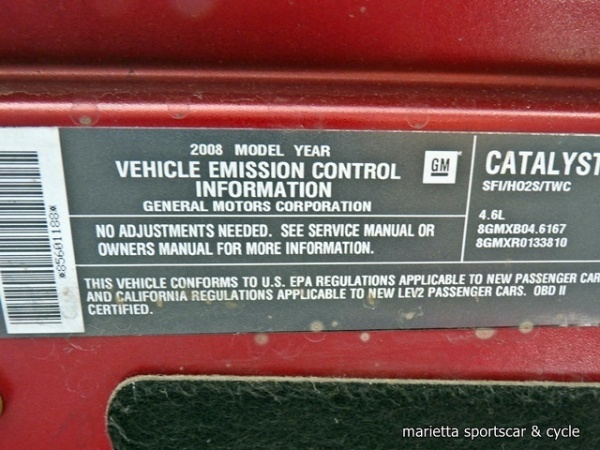 *85601188*
2008 MODEL YEAR
VEHICLE EMISSION CONTROL
INFORMATION
GENERAL MOTORS CORPORATION
GM
NO ADJUSTMENTS NEEDED. SEE SERVICE MANUAL OR
OWNERS MANUAL FOR MORE INFORMATION.
CATALYST
SFI/HO2S/TWC
4.6L
8GMXB04.6167
8GMXR0133810
THIS VEHICLE CONFORMS TO U.S. EPA REGULATIONS APPLICABLE TO NEW PASSENGER CAR
AND CALIFORNIA REGULATIONS APPLICABLE TO NEW LEV2 PASSENGER CARS. OBD II
CERTIFIED.
marietta sportscar & cycle